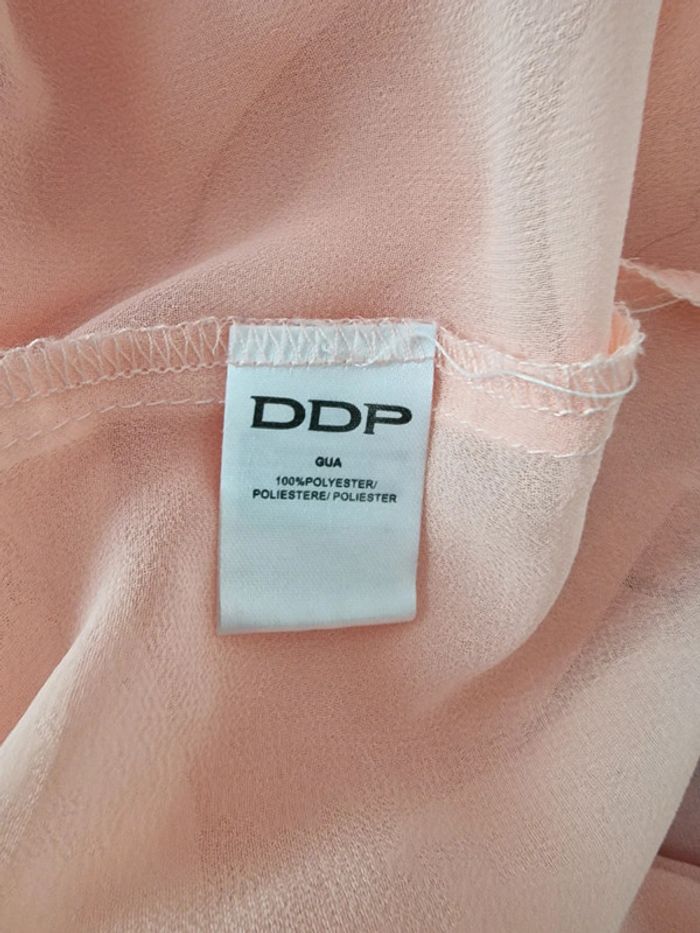 DDP
GUA
100%POLYESTER/
POLIESTERE/ POLIESTER